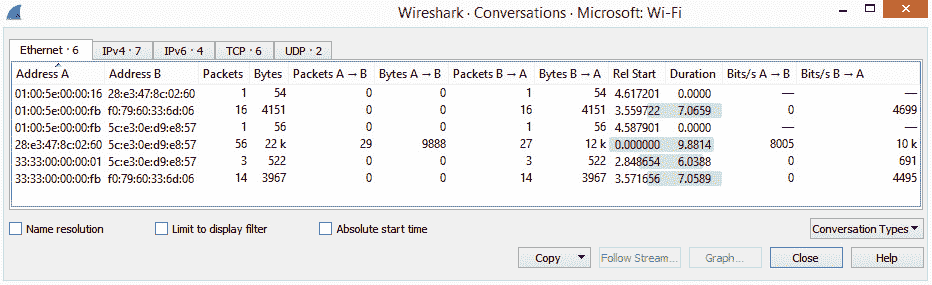 Wireshark · Conversations · Microsoft: Wi-Fi
Ethernet · 6 IPv4 · 7 IPv6 · 4 TCP · 6 UDP · 2
Address A Address B Packets Bytes Packets A → B Bytes A → B Packets B → A Bytes B → A Rel Start Duration Bits/s A → B Bits/s B → A
01:00:5e:00:00:16 28:e3:47:8c:02:60 1 54 0 0 1 54 4.617201 0.0000 — —
01:00:5e:00:00:fb f0:79:60:33:6d:06 16 4151 0 0 16 4151 3.559722 7.0659 0 4699
01:00:5e:00:00:fb 5c:e3:0e:d9:e8:57 1 56 0 0 1 56 4.587901 0.0000 — —
28:e3:47:8c:02:60 5c:e3:0e:d9:e8:57 56 22 k 29 9888 27 12 k 0.000000 9.8814 8005 10 k
33:33:00:00:00:01 5c:e3:0e:d9:e8:57 3 522 0 0 3 522 2.848654 6.0388 0 691
33:33:00:00:00:fb f0:79:60:33:6d:06 14 3967 0 0 14 3967 3.571656 7.0589 0 4495
Name resolution Limit to display filter Absolute start time Conversation Types
Copy Follow Stream... Graph... Close Help